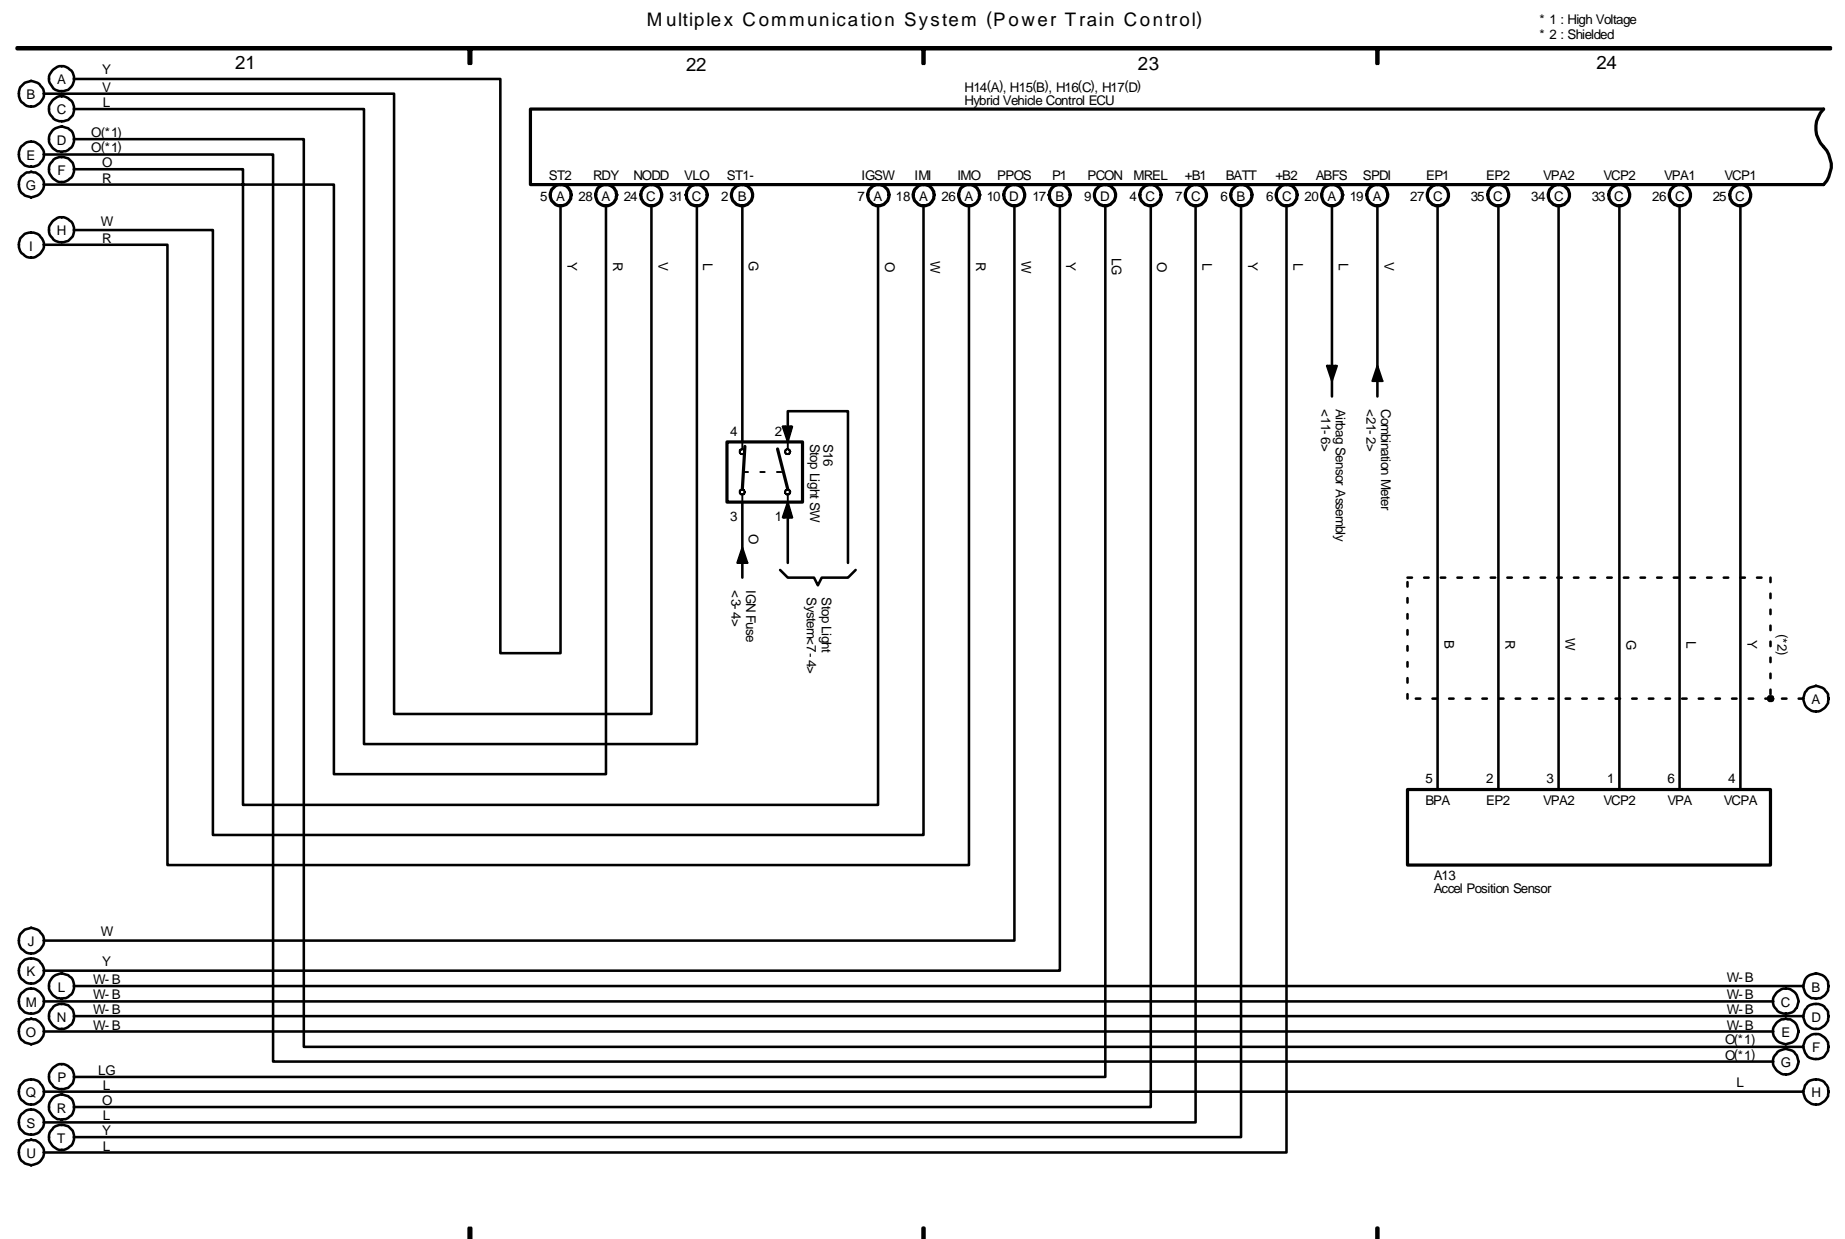 Multiplex Communication System (Power Train Control)
* 1 : High Voltage
* 2 : Shielded
21 22 23 24
H14(A), H15(B), H16(C), H17(D)
Hybrid Vehicle Control ECU
A Y
B V
C L
D O(*1)
E O(*1)
F O
G R
H W
I R
ST2 RDY NODD VLO ST1- IGSW IMI IMO PPOS P1 PCON MREL +B1 BATT +B2 ABFS SPDI EP1 EP2 VPA2 VCP2 VPA1 VCP1
5 A 28 A 24 C 31 C 2 B 7 A 18 A 26 A 10 D 17 B 9 D 4 C 7 C 6 B 6 C 20 A 19 A 27 C 35 C 34 C 33 C 26 C 25 C
Y R V L G O W R W Y LG O L Y L L V
Airbag Sensor Assembly
<11-6>
Combination Meter
<21-2>
4 2
S16
Stop Light SW
3 1
O
IGN Fuse
<3-4>
Stop Light
System<7-4>
B R W G L Y (*2)
A
5 2 3 1 6 4
BPA EP2 VPA2 VCP2 VPA VCPA
A13
Accel Position Sensor
J W
K Y
L W-B W-B B
M W-B W-B C
N W-B W-B D
O W-B W-B E
O(*1) F
O(*1) G
P LG
Q L L H
R O
S L
T Y
U L